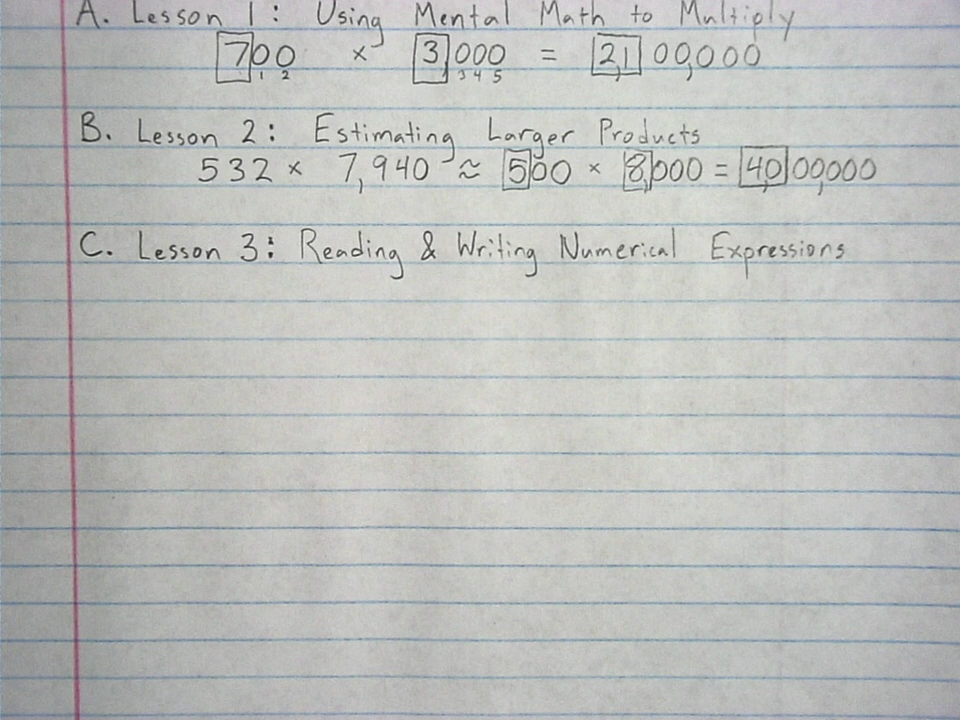 A. Lesson 1: Using Mental Math to Multiply
700 × 3,000 = 2,100,000
1 2 3 4 5
B. Lesson 2: Estimating Larger Products
532 × 7,940 ≈ 500 × 8,000 = 4,000,000
C. Lesson 3: Reading & Writing Numerical Expressions